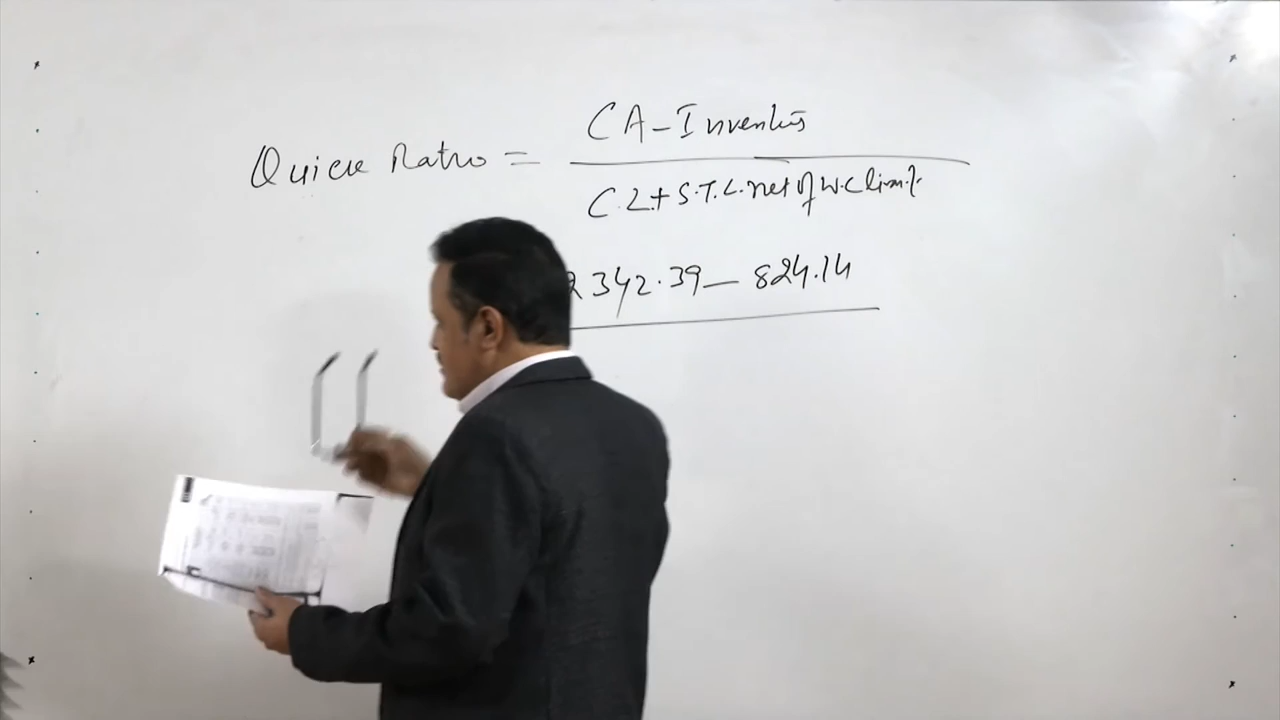 CA - Inventories
Quick Ratio =
C.L + S.T.L. net of W.C limit
2342.39 — 824.14